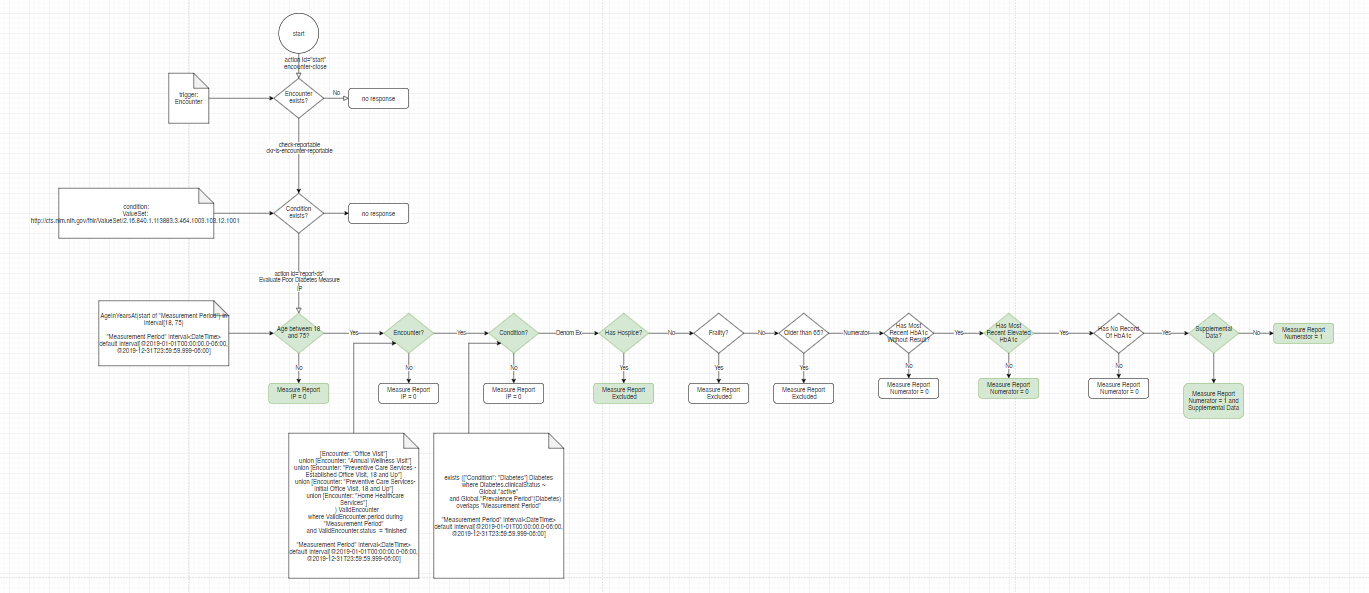 start
action id="start"
encounter-close
trigger:
Encounter
Encounter
exists?
No
no response
check-reportable
ckr-is-encounter-reportable
condition:
ValueSet:
http://cts.nlm.nih.gov/fhir/ValueSet/2.16.840.1.113883.3.464.1003.103.12.1001
Condition
exists?
no response
action id="report-ds"
Evaluate Poor Diabetes Measure
IP
AgeInYearsAt(start of "Measurement Period") in
Interval[18, 75)
"Measurement Period" Interval<DateTime>
default Interval[@2019-01-01T00:00:00.0-06:00,
@2019-12-31T23:59:59.999-06:00]
Age between 18
and 75?
Yes
Encounter?
Yes
Condition?
Denom Ex
Has Hospice?
No
Frailty?
No
Older than 65?
Numerator
Has Most
Recent HbA1c
Without Result?
Yes
Has Most
Recent Elevated
HbA1c
Yes
Has No Record
Of HbA1c
Yes
Supplemental
Data?
No
Measure Report
Numerator = 1
No
No
No
Yes
Yes
Yes
No
No
No
Measure Report
IP = 0
Measure Report
IP = 0
Measure Report
IP = 0
Measure Report
Excluded
Measure Report
Excluded
Measure Report
Excluded
Measure Report
Numerator = 0
Measure Report
Numerator = 0
Measure Report
Numerator = 0
Measure Report
Numerator = 1 and
Supplemental Data
[Encounter: "Office Visit"]
union [Encounter: "Annual Wellness Visit"]
union [Encounter: "Preventive Care Services -
Established Office Visit, 18 and Up"]
union [Encounter: "Preventive Care Services-
Initial Office Visit, 18 and Up"]
union [Encounter: "Home Healthcare
Services"]
) ValidEncounter
where ValidEncounter.period during
"Measurement Period"
and ValidEncounter.status = 'finished'
"Measurement Period" Interval<DateTime>
default Interval[@2019-01-01T00:00:00.0-06:00,
@2019-12-31T23:59:59.999-06:00]
exists (["Condition": "Diabetes"] Diabetes
where Diabetes.clinicalStatus ~
Global."active"
and Global."Prevalence Period"(Diabetes)
overlaps "Measurement Period"
"Measurement Period" Interval<DateTime>
default Interval[@2019-01-01T00:00:00.0-06:00,
@2019-12-31T23:59:59.999-06:00]